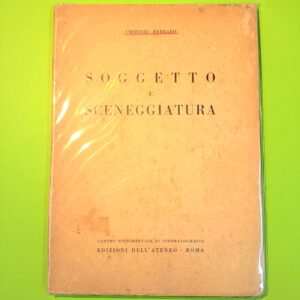 UMBERTO BARBARO
SOGGETTO
E
SCENEGGIATURA
CENTRO SPERIMENTALE DI CINEMATOGRAFIA
EDIZIONI DELL'ATENEO - ROMA